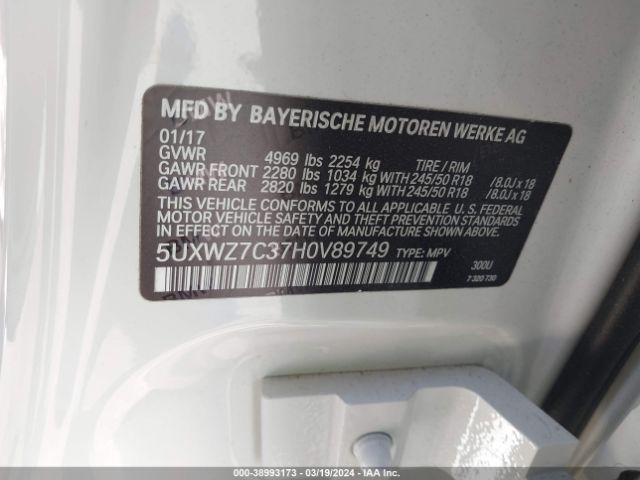 MFD BY BAYERISCHE MOTOREN WERKE AG
01/17
GVWR 4969 lbs 2254 kg TIRE / RIM
GAWR FRONT 2280 lbs 1034 kg WITH 245/50 R18 /8.0J x 18
GAWR REAR 2820 lbs 1279 kg WITH 245/50 R18 /8.0J x 18
THIS VEHICLE CONFORMS TO ALL APPLICABLE U. S. FEDERAL
MOTOR VEHICLE SAFETY AND THEFT PREVENTION STANDARDS
IN EFFECT ON THE DATE OF MANUFACTURE SHOWN ABOVE.
5UXWZ7C37H0V89749 TYPE: MPV 300U
7 320 730
000-38993173 - 03/19/2024 - IAA Inc.